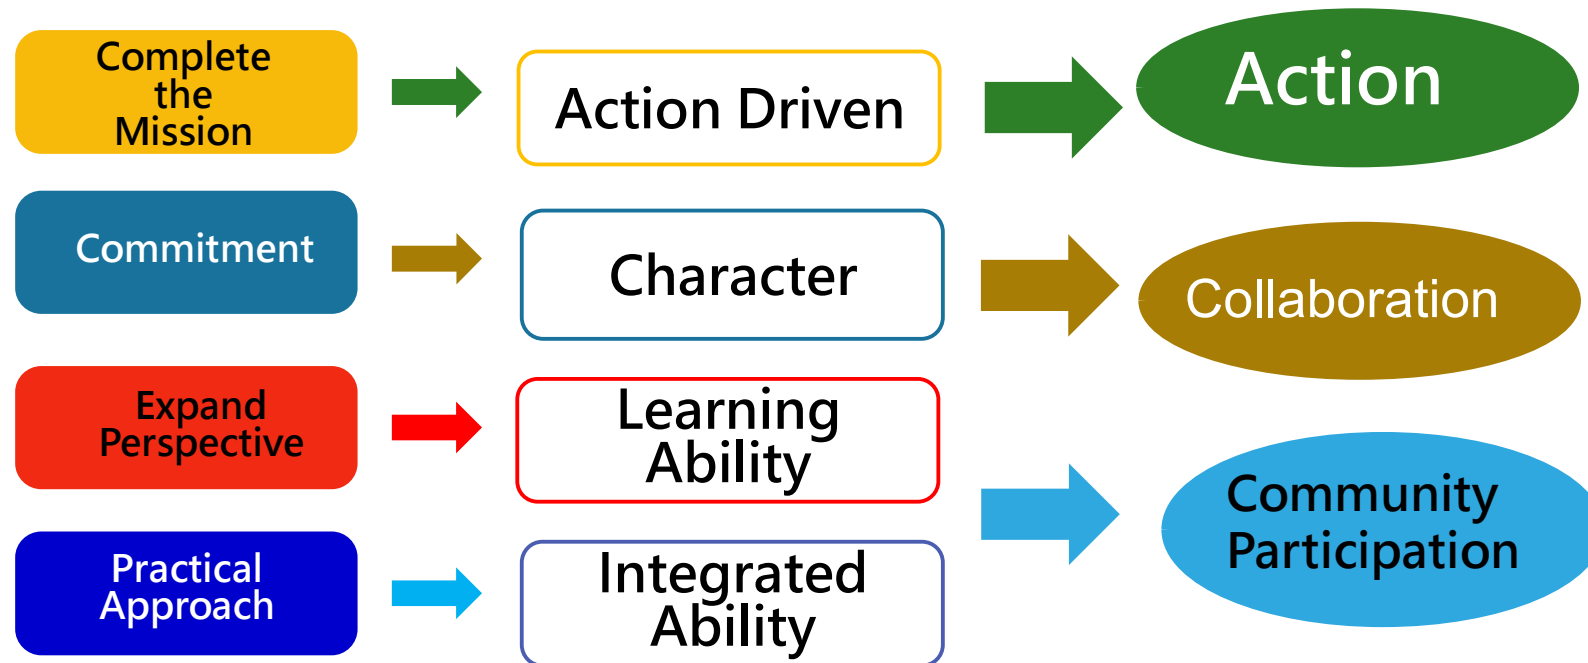 Complete
the
Mission
Action Driven
Action
Commitment
Character
Collaboration
Expand
Perspective
Learning
Ability
Community
Participation
Practical
Approach
Integrated
Ability